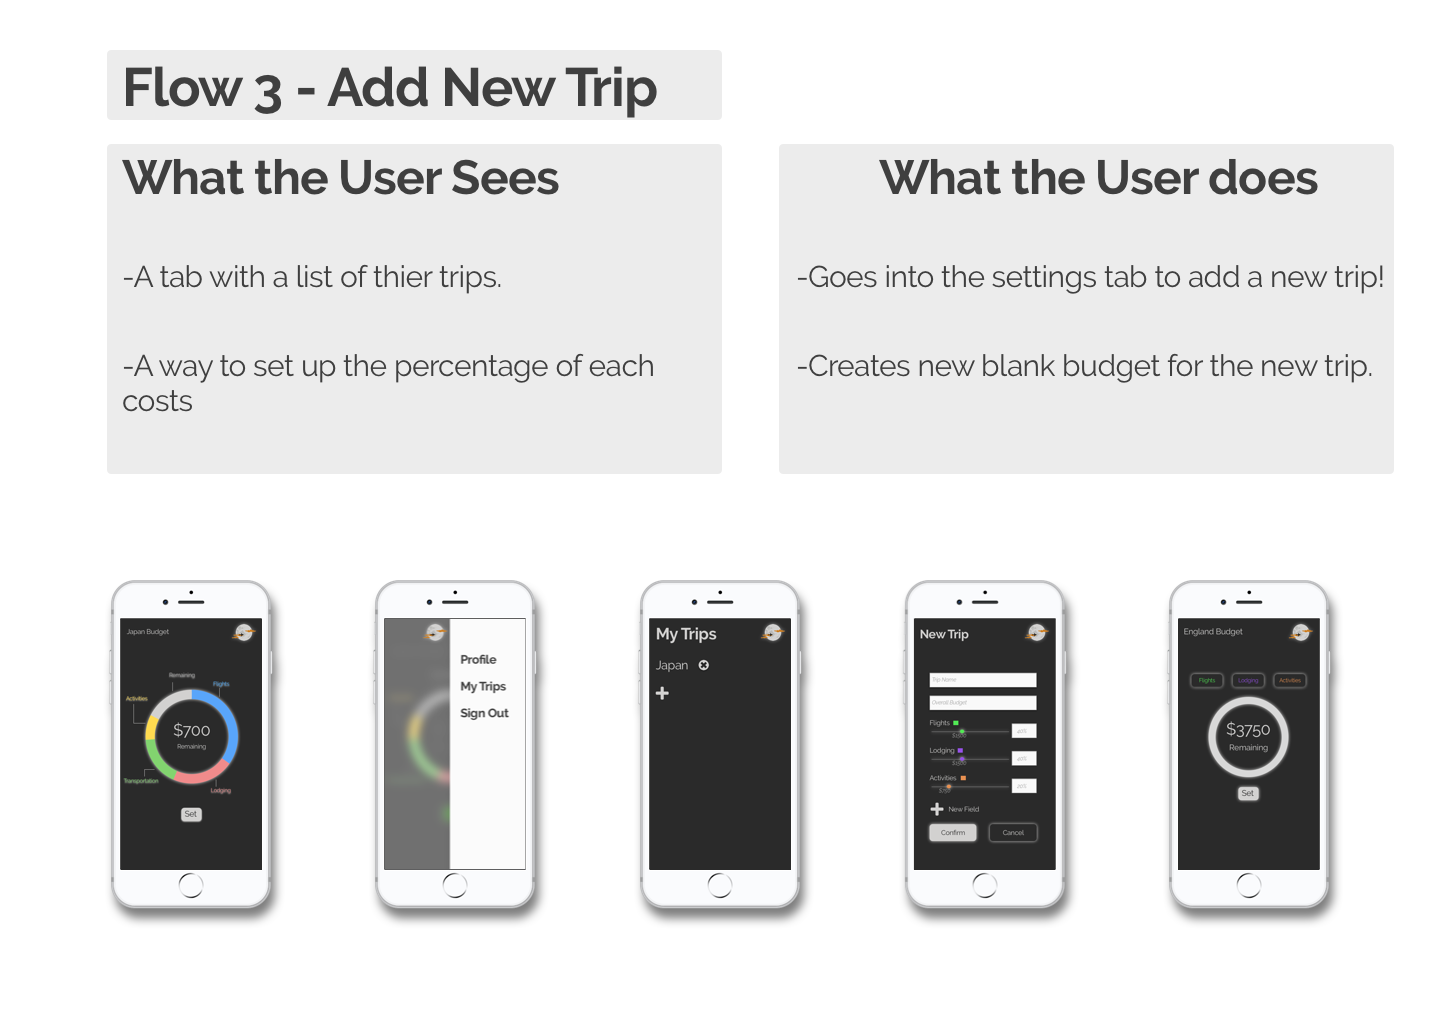 Flow 3 - Add New Trip
What the User Sees
-A tab with a list of thier trips.
-A way to set up the percentage of each
costs
What the User does
-Goes into the settings tab to add a new trip!
-Creates new blank budget for the new trip.
Japan Budget
Remaining
Flights
Activities
$700
Remaining
Transportation
Lodging
Set
Profile
My Trips
Sign Out
My Trips
Japan
New Trip
Trip Name
Overall Budget
Flights
Lodging
$1500
Activities
$750
New Field
Confirm
Cancel
England Budget
Flights
Lodging
Activities
$3750
Remaining
Set